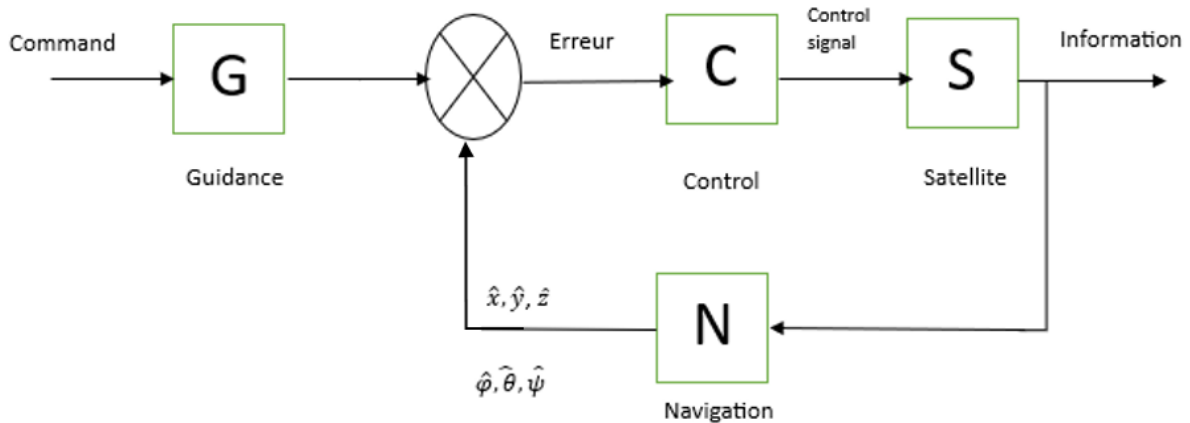 Command
G
Guidance
Erreur
C
Control
Control
signal
S
Satellite
Information
x̂, ŷ, ẑ
φ̂, θ̂, ψ̂
N
Navigation